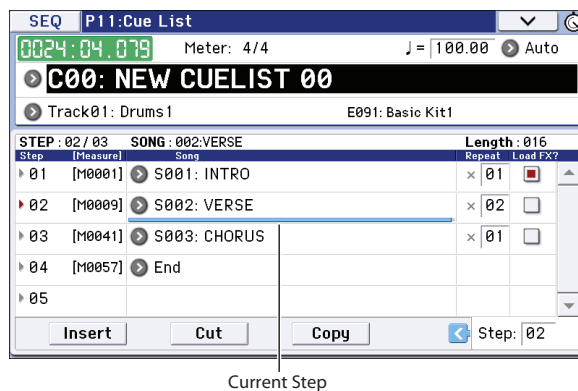 SEQ P11:Cue List
0024:04.079 Meter: 4/4 ♩= 100.00 Auto
C00: NEW CUELIST 00
Track01: Drums1 E091: Basic Kit1
STEP : 02 / 03 SONG : 002:VERSE Length : 016
Step [Measure] Song Repeat Load FX?
01 [M0001] S001: INTRO × 01
02 [M0009] S002: VERSE × 02
03 [M0041] S003: CHORUS × 01
04 [M0057] End
05
Insert Cut Copy Step: 02
Current Step